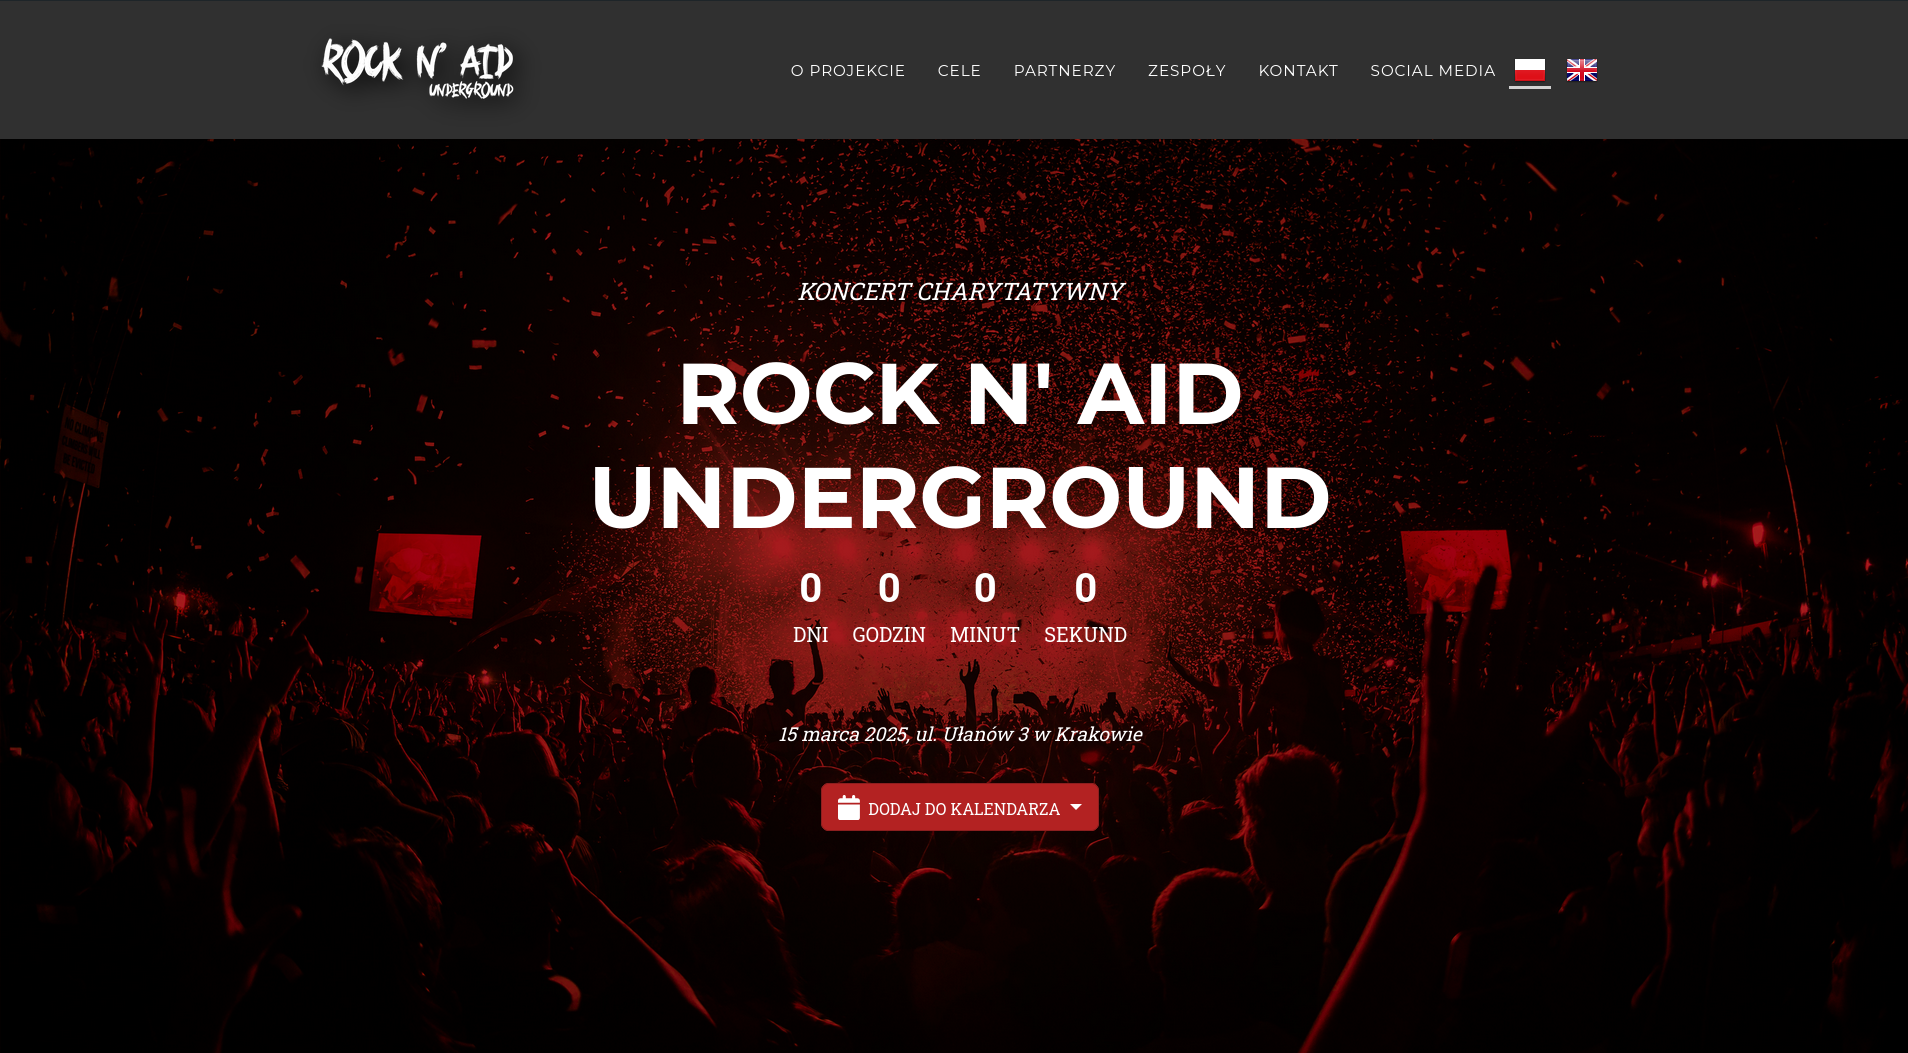 ROCK N' AID
UNDERGROUND
O PROJEKCIE CELE PARTNERZY ZESPOŁY KONTAKT SOCIAL MEDIA
KONCERT CHARYTATYWNY
ROCK N' AID
UNDERGROUND
0 0 0 0
DNI GODZIN MINUT SEKUND
15 marca 2025, ul. Ułanów 3 w Krakowie
DODAJ DO KALENDARZA